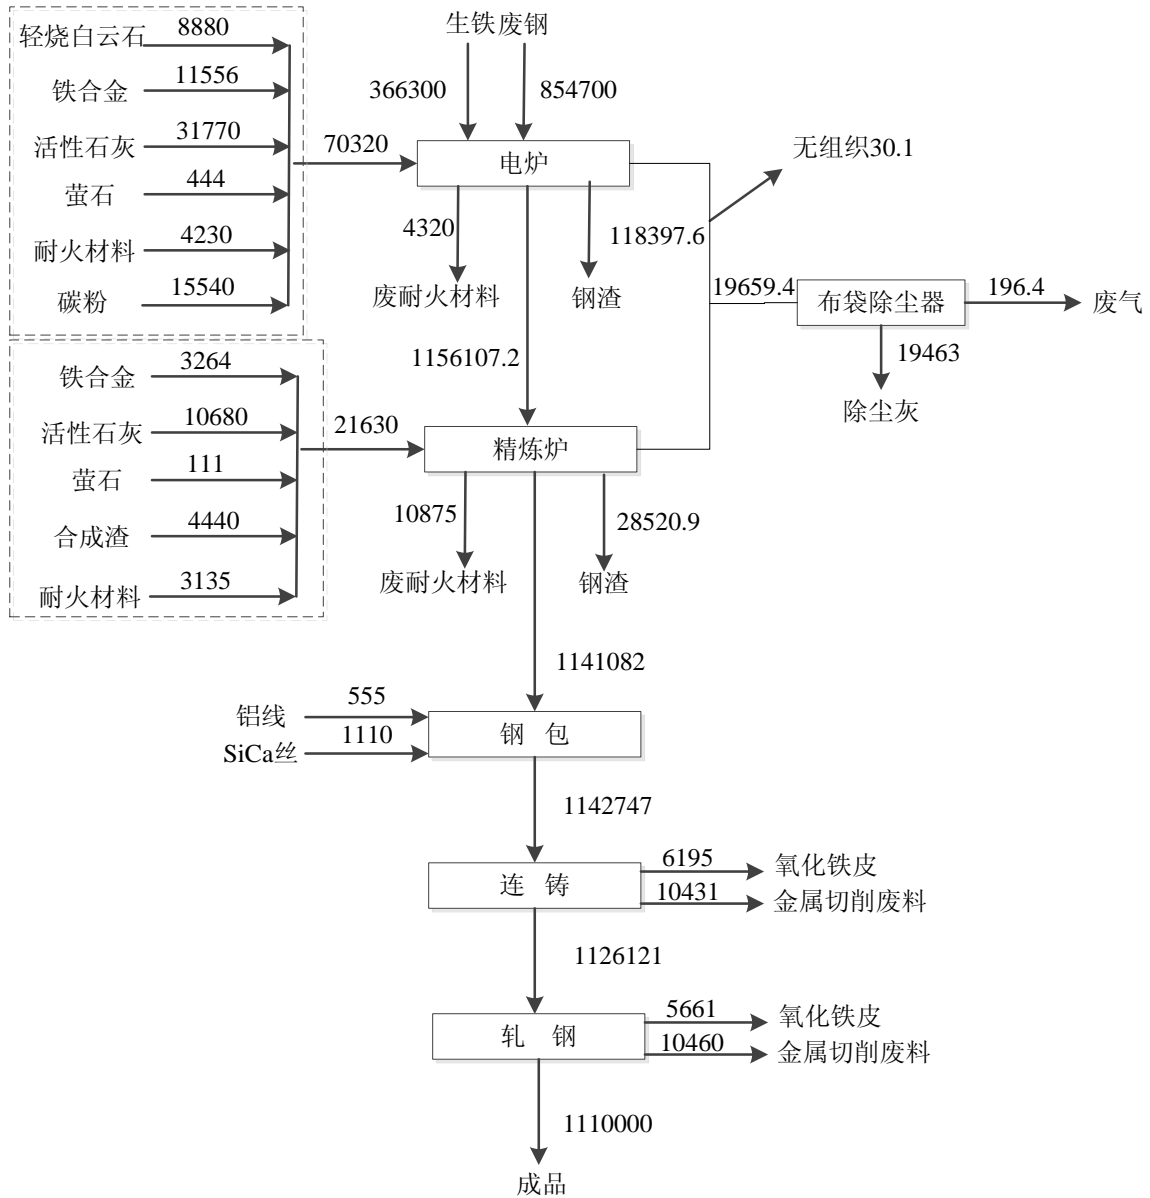 生铁 废钢
轻烧白云石 8880
铁合金 11556
366300 854700
活性石灰 31770
70320
电炉
无组织30.1
萤石 444
耐火材料 4230
4320
118397.6
碳粉 15540
废耐火材料
钢渣
19659.4
布袋除尘器
196.4
废气
1156107.2
19463
除尘灰
铁合金 3264
活性石灰 10680
21630
精炼炉
萤石 111
合成渣 4440
10875
28520.9
耐火材料 3135
废耐火材料
钢渣
1141082
铝线 555
SiCa丝 1110
钢 包
1142747
连 铸
6195 氧化铁皮
10431 金属切削废料
1126121
轧 钢
5661 氧化铁皮
10460 金属切削废料
1110000
成品